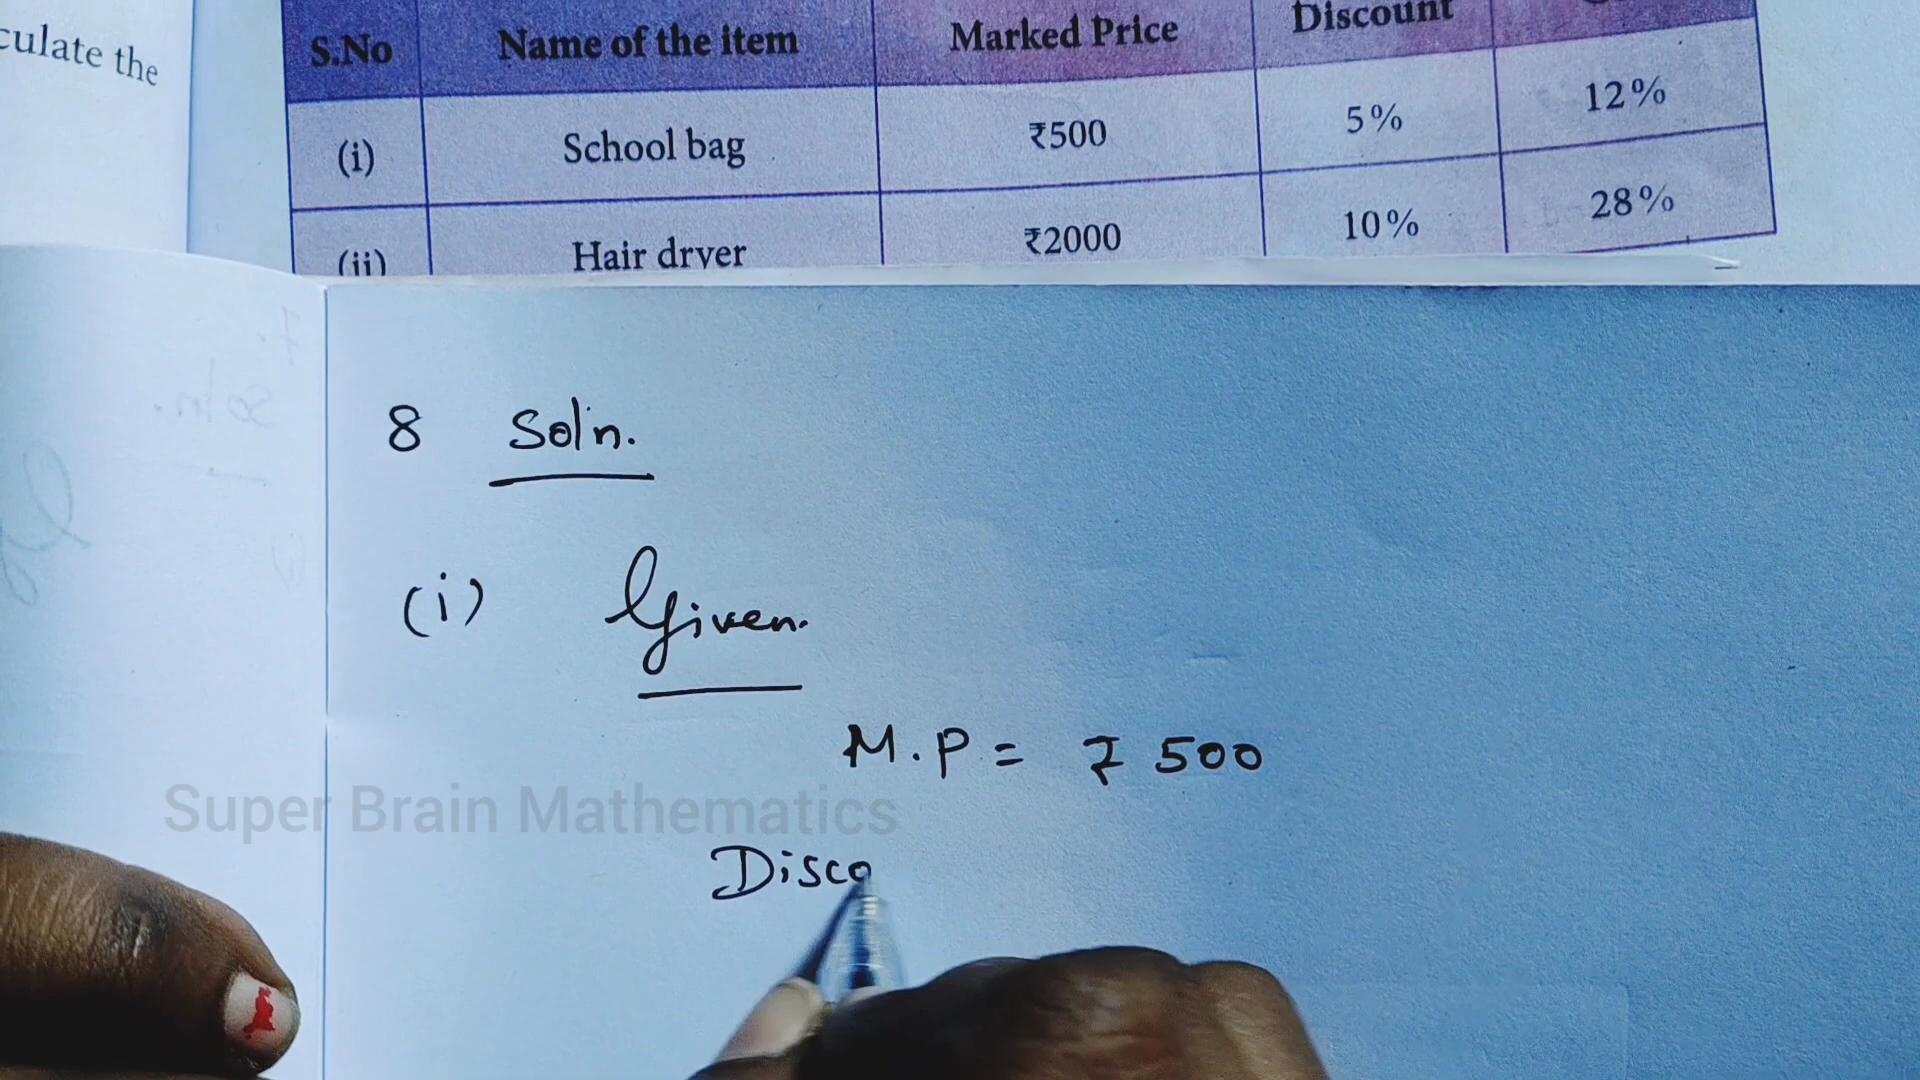 culate the
S.No Name of the item Marked Price Discount
(i) School bag ₹500 5% 12%
(ii) Hair dryer ₹2000 10% 28%
8 Soln.
(i) Given.
M.P = ₹ 500
Super Brain Mathematics
Disco